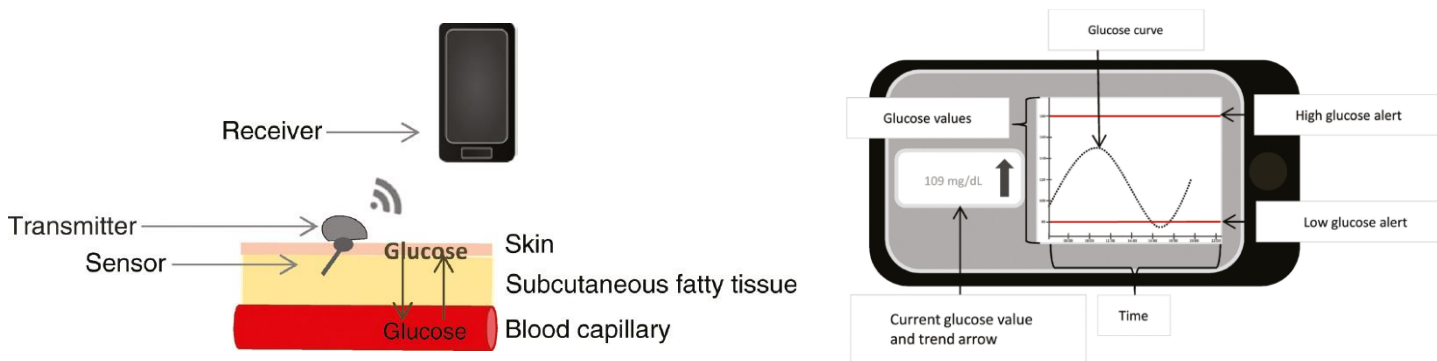 Receiver
Transmitter
Sensor
Glucose
Glucose
Skin
Subcutaneous fatty tissue
Blood capillary
Glucose curve
Glucose values
High glucose alert
109 mg/dL
Low glucose alert
Current glucose value
and trend arrow
Time